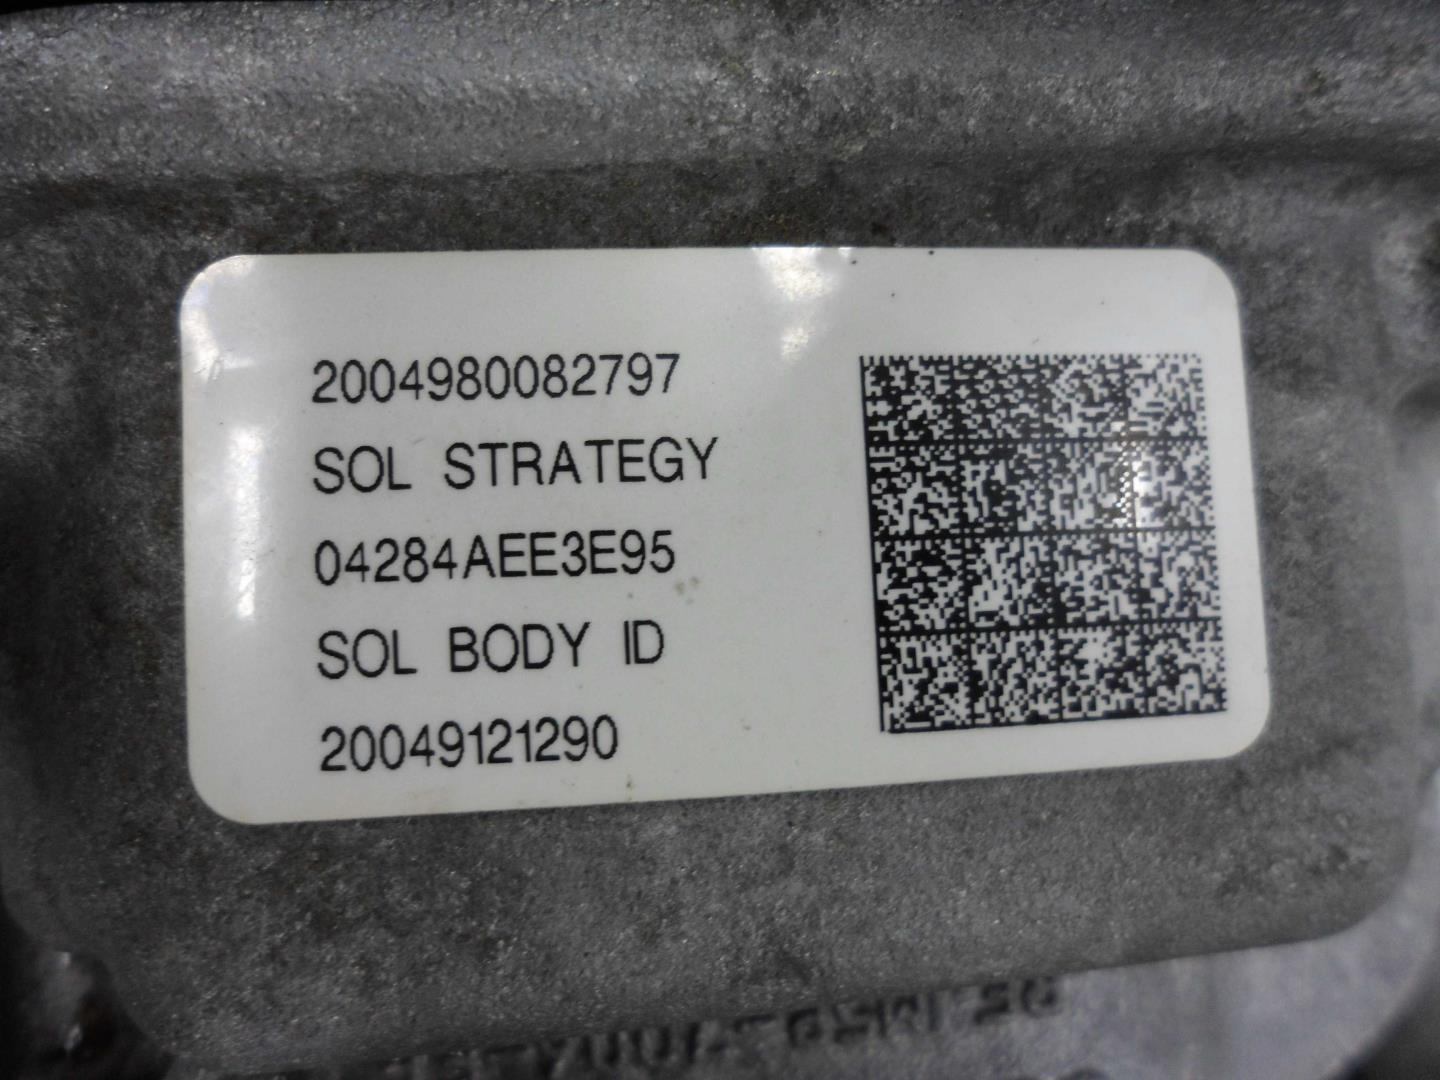 2004980082797
SOL STRATEGY
04284AEE3E95
SOL BODY ID
20049121290